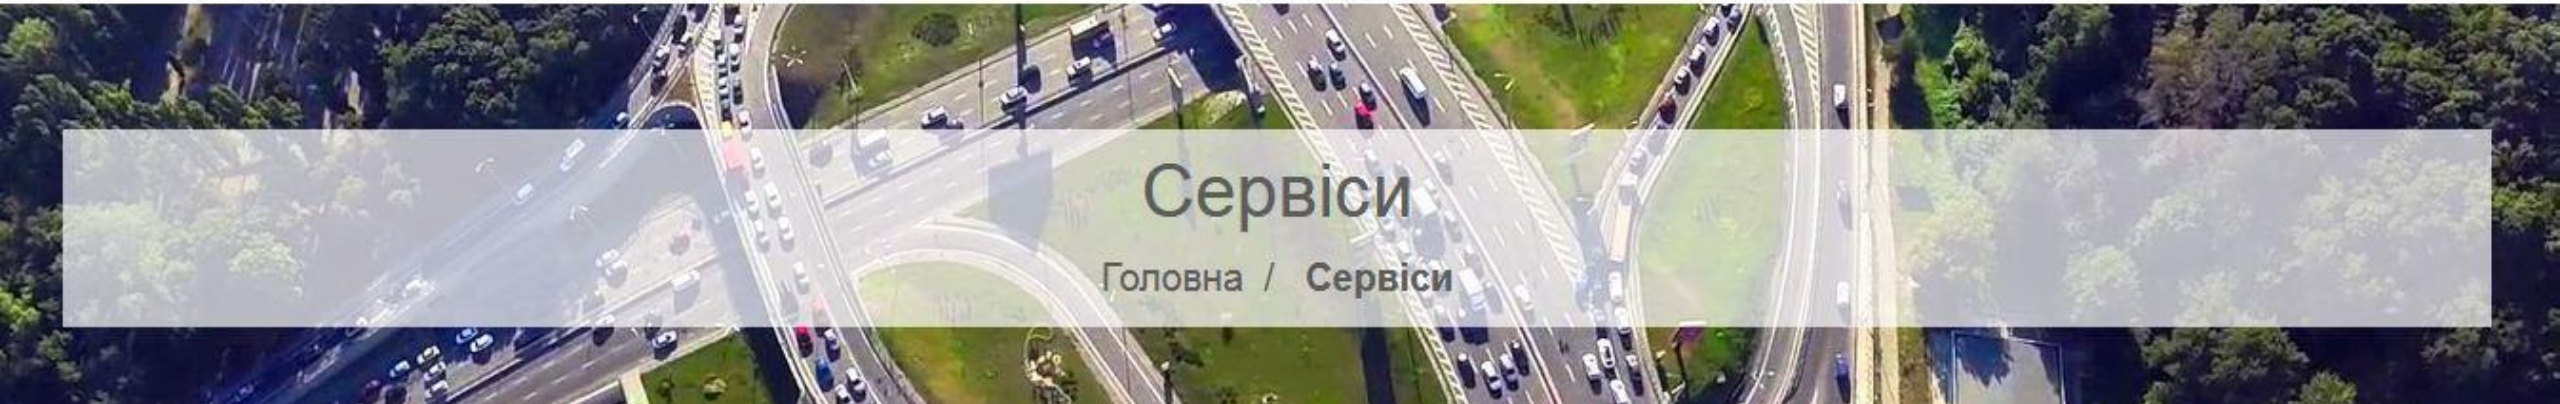 Сервіси
Головна / Сервіси